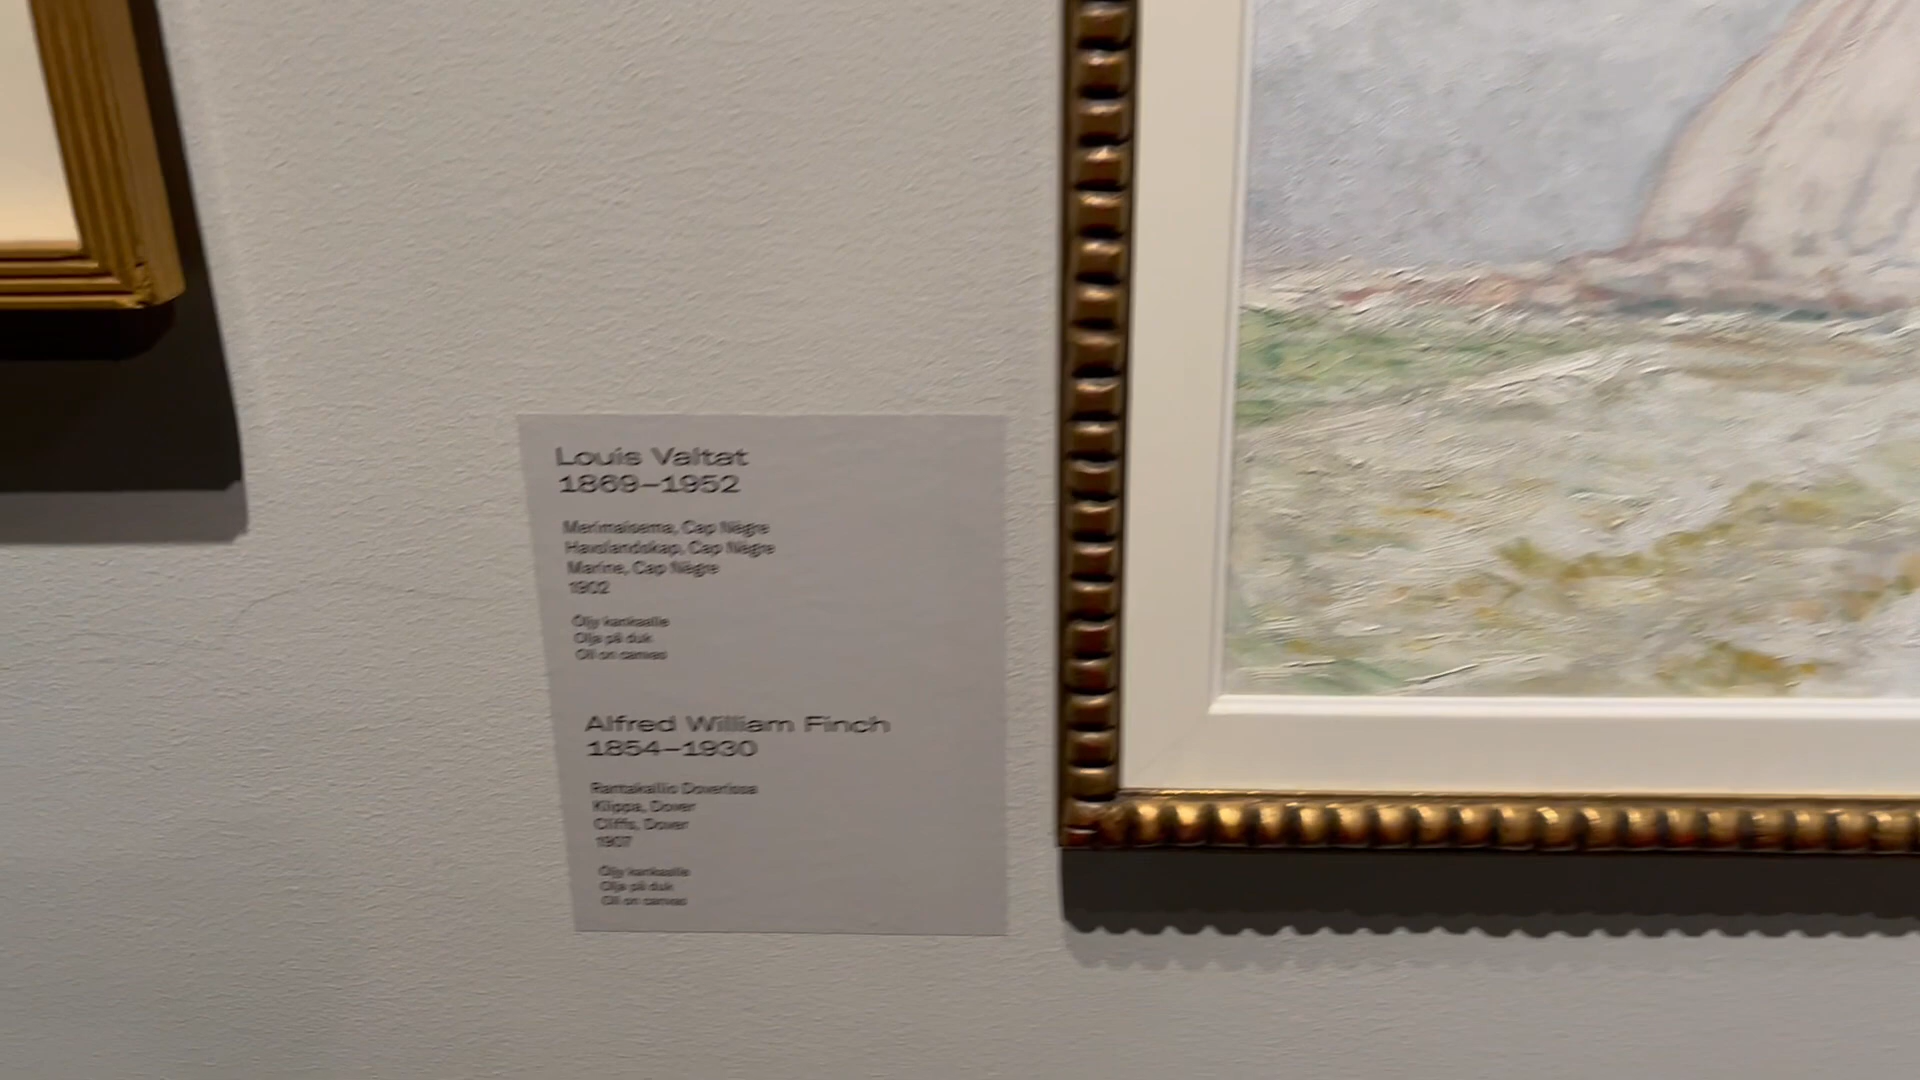 Louis Valtat
1869–1952
Merimaisema, Cap Nègre
Havslandskap, Cap Nègre
Marine, Cap Nègre
1902
Öljy kankaalle
Olja på duk
Oil on canvas
Alfred William Finch
1854–1930
Rantakallio Doverissa
Klippa, Dover
Cliffs, Dover
1907
Öljy kankaalle
Olja på duk
Oil on canvas